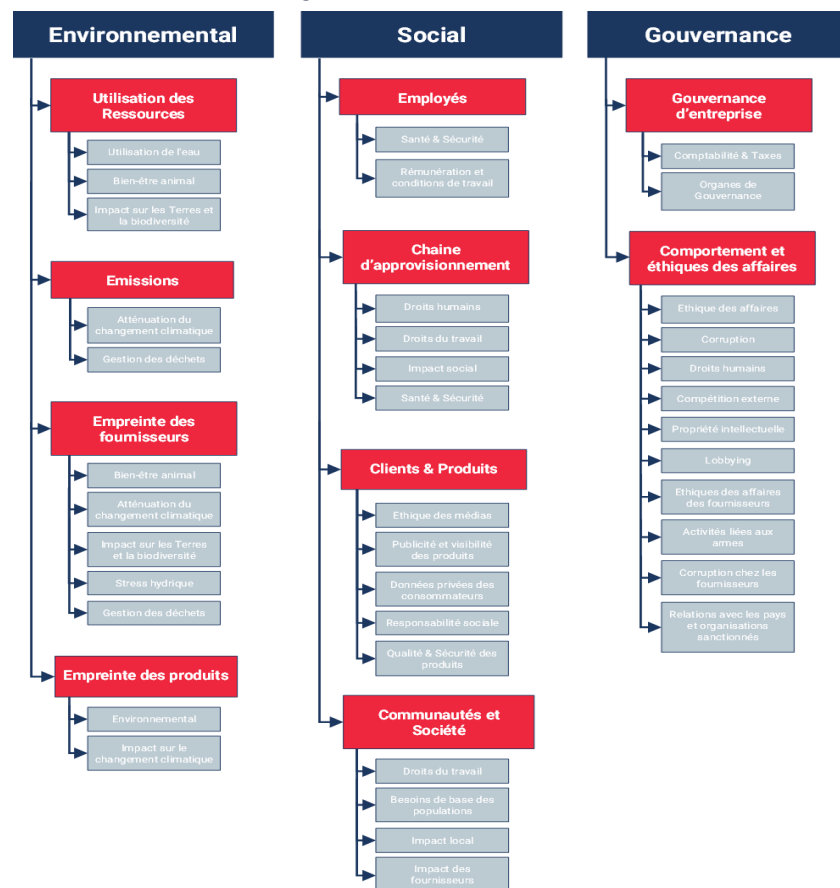 Environnemental
Utilisation des
Ressources
Utilisation de l'eau
Bien-être animal
Impact sur les Terres et
la biodiversité
Emissions
Atténuation du
changement climatique
Gestion des déchets
Empreinte des
fournisseurs
Bien-être animal
Atténuation du
changement climatique
Impact sur les Terres
et la biodiversité
Stress hydrique
Gestion des déchets
Empreinte des produits
Environnemental
Impact sur le
changement climatique
Social
Employés
Santé & Sécurité
Rémunération et
conditions de travail
Chaine
d'approvisionnement
Droits humains
Droits du travail
Impact social
Santé & Sécurité
Clients & Produits
Ethique des médias
Publicité et visibilité
des produits
Données privées des
consommateurs
Responsabilité sociale
Qualité & Sécurité des
produits
Communautés et
Société
Droits du travail
Besoins de base des
populations
Impact local
Impact des
fournisseurs
Gouvernance
Gouvernance
d'entreprise
Comptabilité & Taxes
Organes de
Gouvernance
Comportement et
éthiques des affaires
Ethique des affaires
Corruption
Droits humains
Compétition externe
Propriété intellectuelle
Lobbying
Ethiques des affaires
des fournisseurs
Activités liées aux
armes
Corruption chez les
fournisseurs
Relations avec les pays
et organisations
sanctionnés